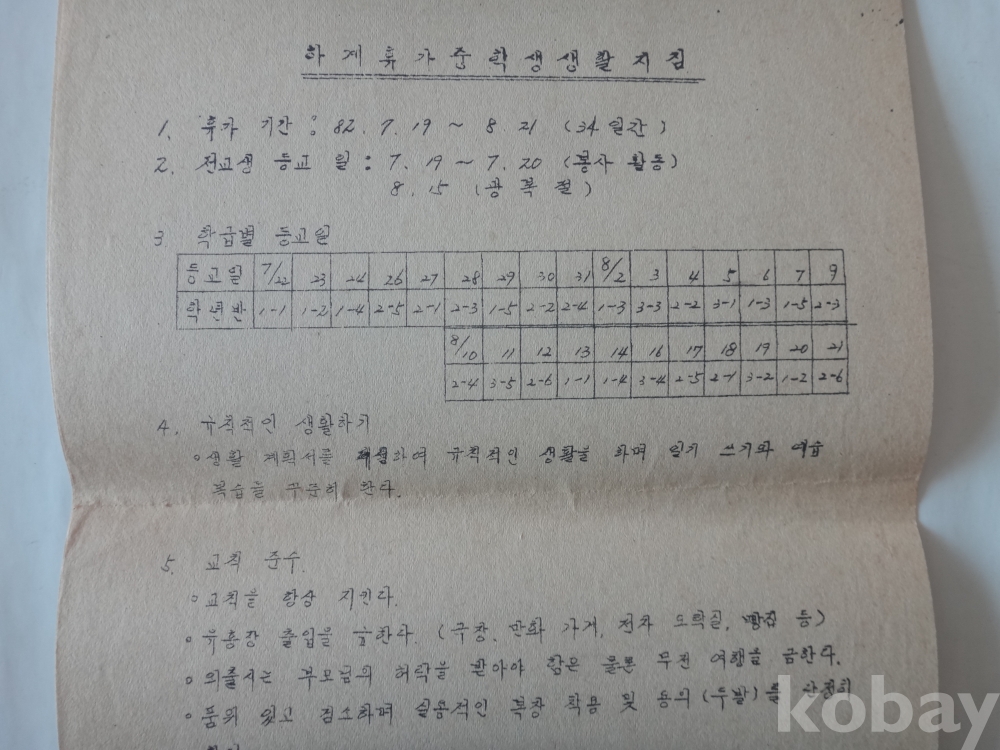 하계휴가중학생생활지침
1. 휴가 기간 : 82. 7. 19 ~ 8. 21 (34일간)
2. 전교생 등교 일 : 7. 19 ~ 7. 20 (봉사 활동)
8. 15 (광복절)
3. 학급별 등교일
등교일 7/22 23 24 26 27 28 29 30 31 8/2 3 4 5 6 7 9
학년반 1-1 1-2 1-4 2-5 2-1 2-3 1-5 2-2 2-4 1-3 3-3 2-2 3-1 1-3 1-5 2-3
8/10 11 12 13 14 16 17 18 19 20 21
2-4 3-5 2-6 1-1 1-4 3-4 2-5 2-1 3-2 1-2 2-6
4. 규칙적인 생활하기
◦생활 계획서를 하여 규칙적인 생활을 하며 일기 쓰기와 예습
복습을 꾸준히 한다.
5. 교칙 준수.
◦교칙을 항상 지킨다.
◦유흥장 출입을 금한다. (구장, 만화 가게, 전자 오락실, 등)
◦외출시는 부모님의 허락을 받아야 함은 물론 무전 여행을 금한다.
◦품위 있고 검소하며 실용적인 복장 착용 및 용의(두발)를 단정히
kobay